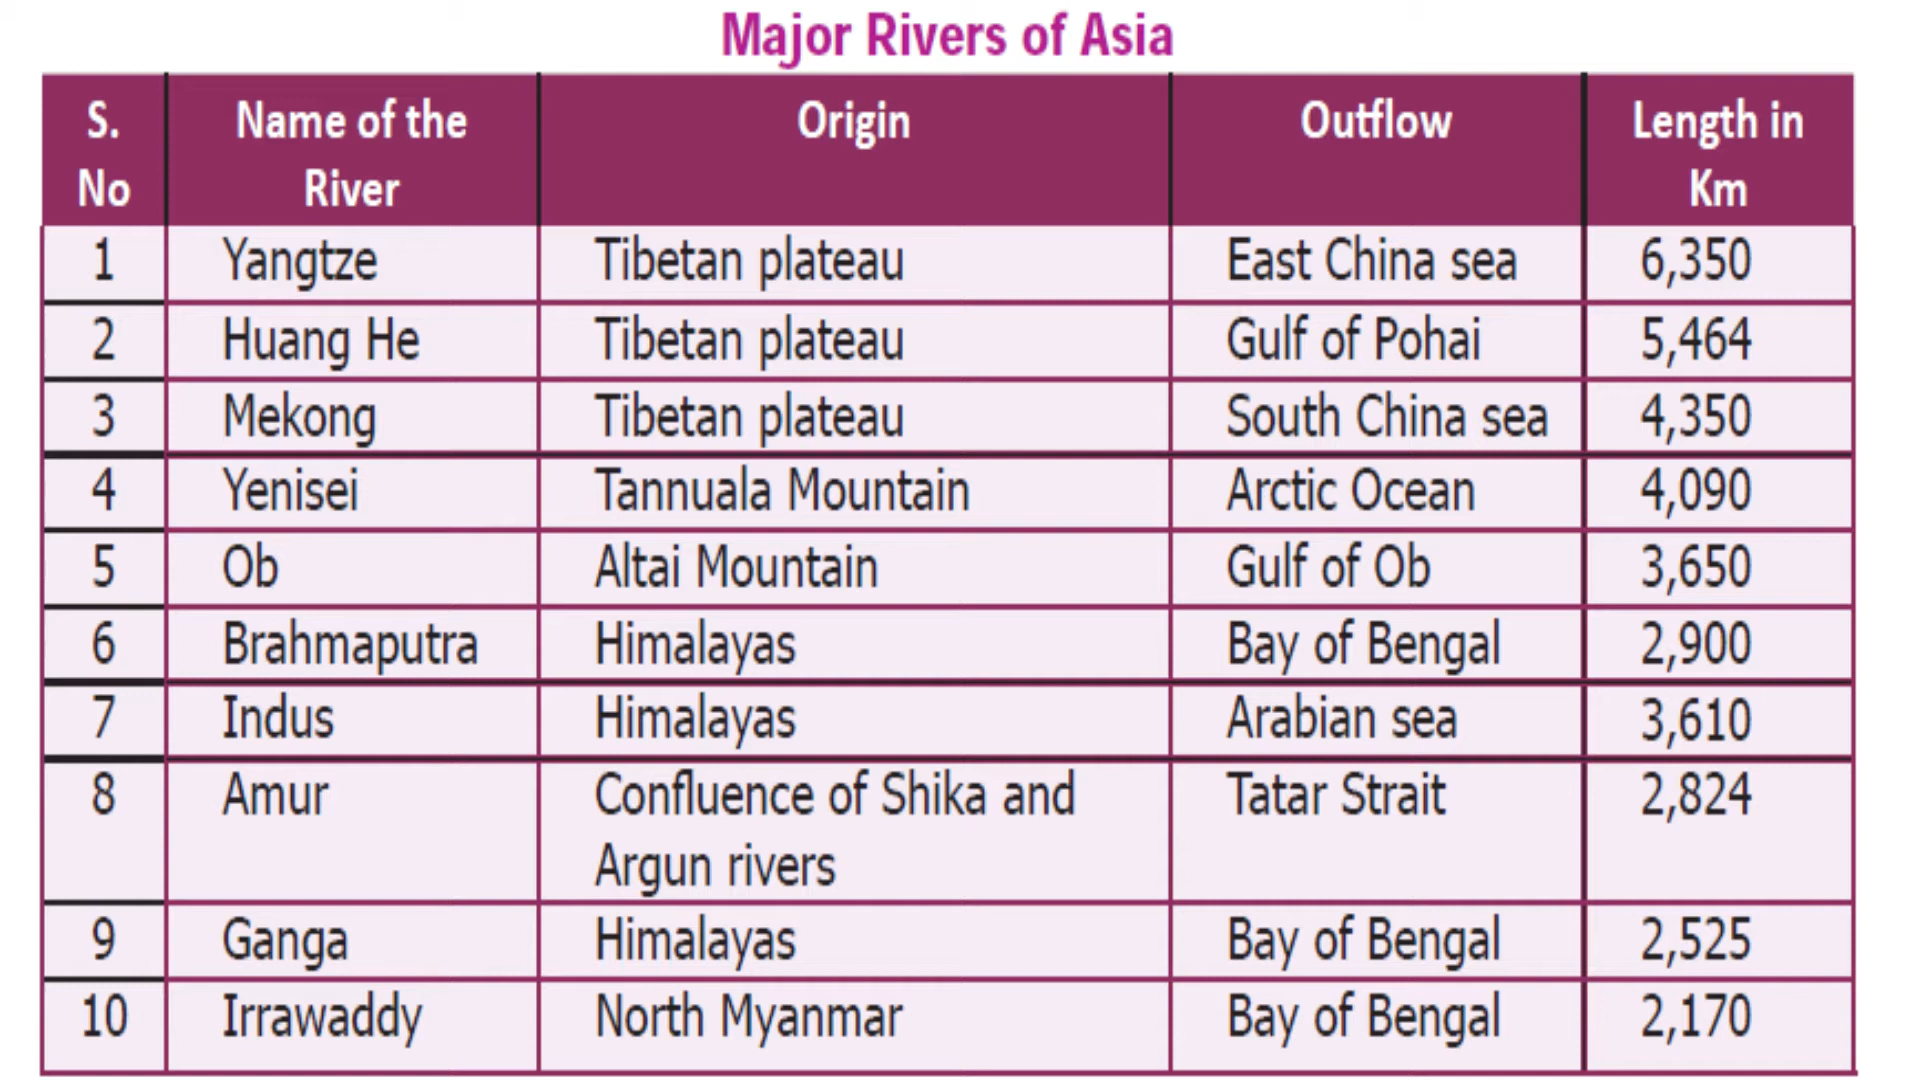 Major Rivers of Asia
S. No | Name of the River | Origin | Outflow | Length in Km
1 | Yangtze | Tibetan plateau | East China sea | 6,350
2 | Huang He | Tibetan plateau | Gulf of Pohai | 5,464
3 | Mekong | Tibetan plateau | South China sea | 4,350
4 | Yenisei | Tannuala Mountain | Arctic Ocean | 4,090
5 | Ob | Altai Mountain | Gulf of Ob | 3,650
6 | Brahmaputra | Himalayas | Bay of Bengal | 2,900
7 | Indus | Himalayas | Arabian sea | 3,610
8 | Amur | Confluence of Shika and Argun rivers | Tatar Strait | 2,824
9 | Ganga | Himalayas | Bay of Bengal | 2,525
10 | Irrawaddy | North Myanmar | Bay of Bengal | 2,170